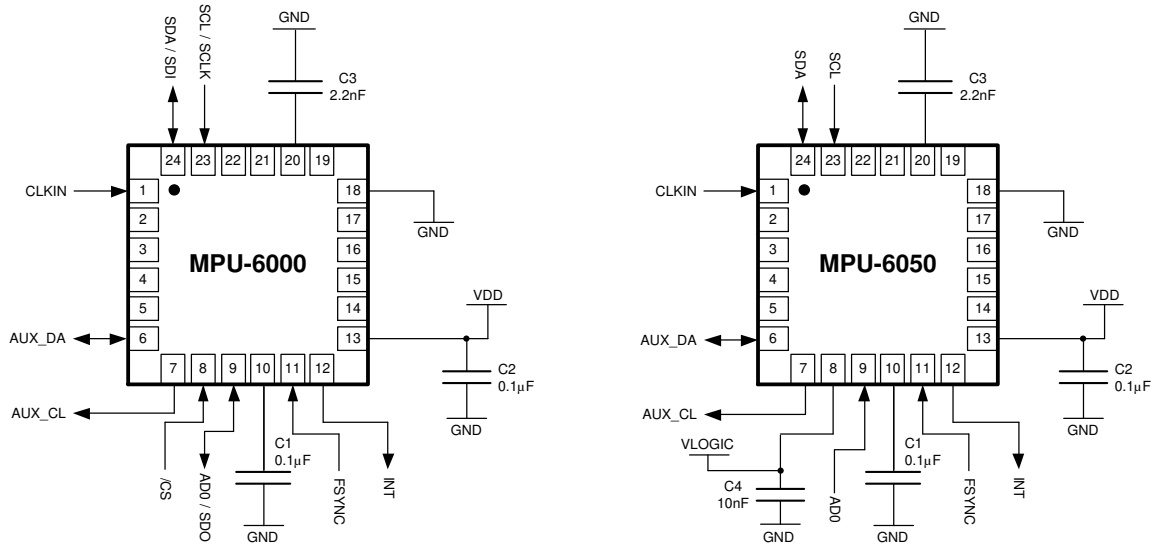 GND
SDA / SDI
SCL / SCLK
C3
2.2nF
24 23 22 21 20 19
CLKIN
1
2
3
4
5
6
18
17
16
15
14
13
MPU-6000
GND
VDD
AUX_DA
C2
0.1µF
GND
7 8 9 10 11 12
AUX_CL
/CS
AD0 / SDO
C1
0.1µF
GND
FSYNC
INT
GND
SDA
SCL
C3
2.2nF
24 23 22 21 20 19
CLKIN
1
2
3
4
5
6
18
17
16
15
14
13
MPU-6050
GND
VDD
AUX_DA
C2
0.1µF
GND
7 8 9 10 11 12
AUX_CL
VLOGIC
C4
10nF
GND
AD0
C1
0.1µF
GND
FSYNC
INT